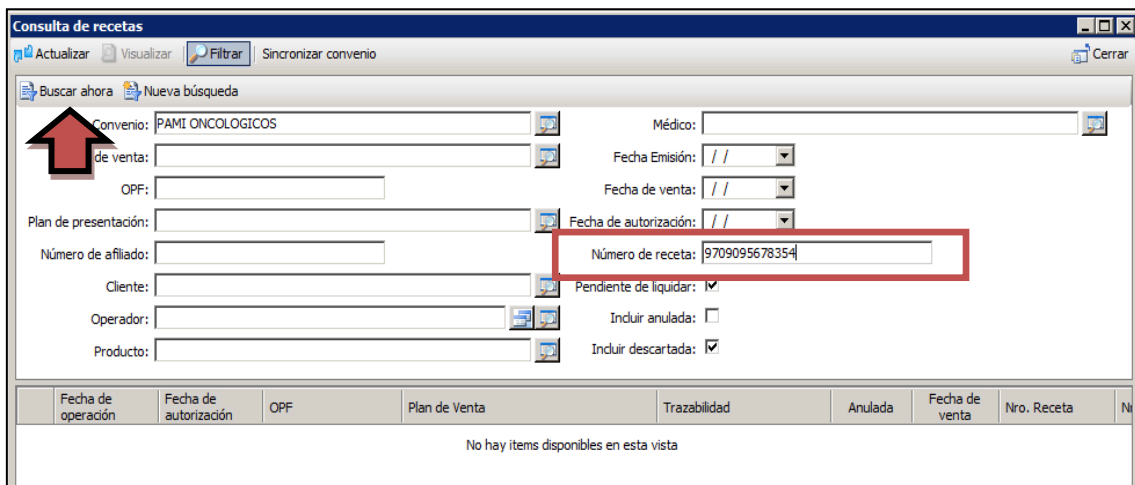 Consulta de recetas
Actualizar Visualizar Filtrar Sincronizar convenio Cerrar
Buscar ahora Nueva búsqueda
Convenio: PAMI ONCOLOGICOS Médico:
de venta: Fecha Emisión: / /
OPF: Fecha de venta: / /
Plan de presentación: Fecha de autorización: / /
Número de afiliado: Número de receta: 9709095678354
Cliente: Pendiente de liquidar:
Operador: Incluir anulada:
Producto: Incluir descartada:
Fecha de operación Fecha de autorización OPF Plan de Venta Trazabilidad Anulada Fecha de venta Nro. Receta
No hay items disponibles en esta vista